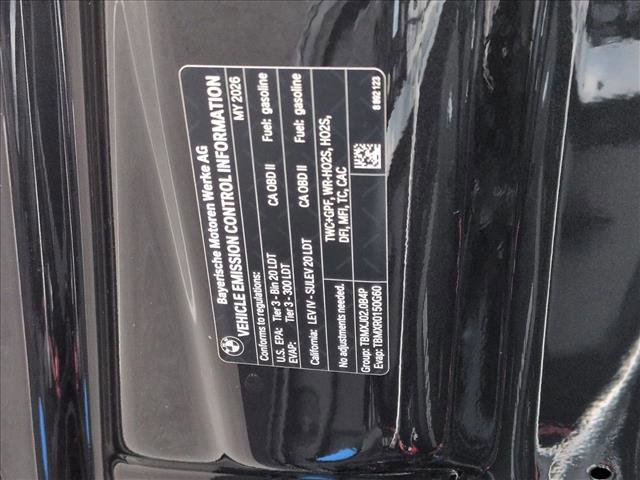 Bayerische Motoren Werke AG
VEHICLE EMISSION CONTROL INFORMATION
Conforms to regulations: MY 2026
U.S. EPA: Tier 3 - Bin 20 LDT CA OBD II Fuel: gasoline
EVAP: Tier 3 - 300 LDT
California: LEV IV - SULEV 20 LDT CA OBD II Fuel: gasoline
No adjustments needed. TWC+GPF, WR-HO2S, HO2S,
DFI, MFI, TC, CAC
Group: TBMXJ02.0B4P
Evap: TBMXR0150G60
8 892 123